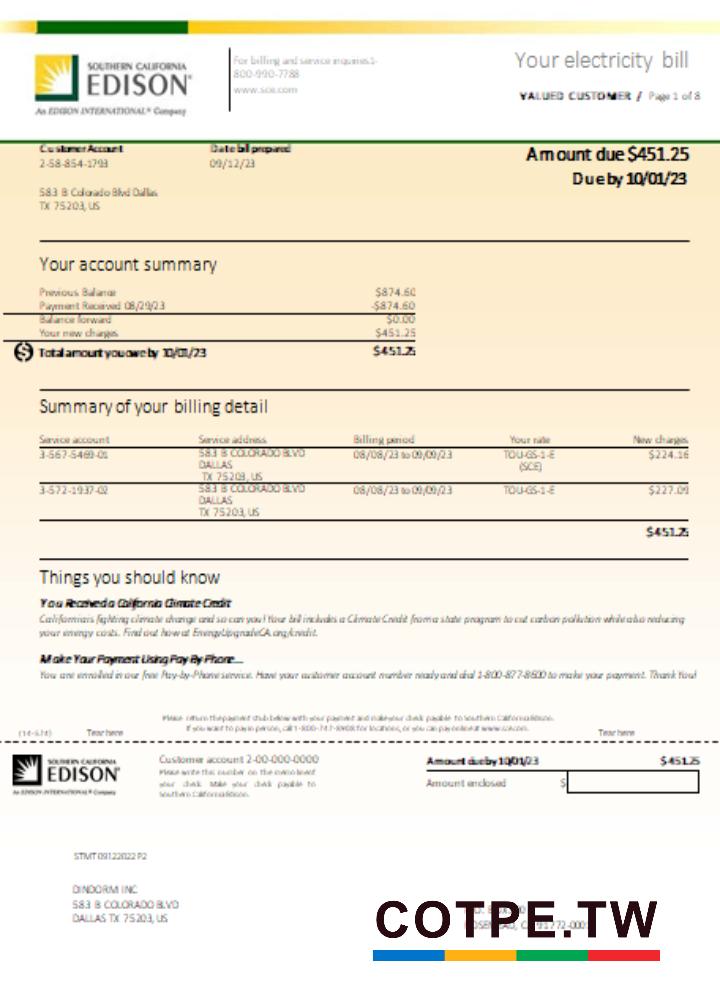 SOUTHERN CALIFORNIA
EDISON®
An EDISON INTERNATIONAL® Company
For billing and service inquiries 1-
800-990-7788
www.sce.com
Your electricity bill
VALUED CUSTOMER / Page 1 of 8
Customer Account
2-58-854-1793
Date bill prepared
09/12/23
Amount due $451.25
Due by 10/01/23
583 B Colorado Blvd Dallas
TX 75203, US
Your account summary
Previous Balance $874.60
Payment Received 08/29/23 -$874.60
Balance forward $0.00
Your new charges $451.25
Total amount you owe by 10/01/23 $451.25
Summary of your billing detail
Service account Service address Billing period Your rate New charges
3-567-5469-01 583 B COLORADO BLVD DALLAS TX 75203, US 08/08/23 to 09/09/23 TOU-GS-1-E (SCE) $224.16
3-572-1937-02 583 B COLORADO BLVD DALLAS TX 75203, US 08/08/23 to 09/09/23 TOU-GS-1-E $227.09
$451.25
Things you should know
You Received a California Climate Credit
Californiars fighting climate change and so can you! Your bill includes a Climate Credit from a state program to cut carbon pollution while also reducing
your energy costs. Find out how at EnergyUpgradeCA.org/credit.
Make Your Payment Using Pay By Phone...
You are enrolled in our free Pay-by-Phone service. Have your customer account number ready and dial 1-800-877-8600 to make your payment. Thank You!
Please return the payment stub below with your payment and make your check payable to Southern California Edison.
If you want to pay in person, call 1-800-747-8908 for locations, or you can pay online at www.sce.com.
(14-574) Tear here Tear here
SOUTHERN CALIFORNIA
EDISON®
An EDISON INTERNATIONAL® Company
Customer account 2-00-000-0000
Please write this number on the memo line of
your check. Make your check payable to
Southern California Edison.
Amount due by 10/01/23 $451.25
Amount enclosed $
STMT 09122022 P2
DINDORM INC
583 B COLORADO BLVD
DALLAS TX 75203, US
COTPE.TW